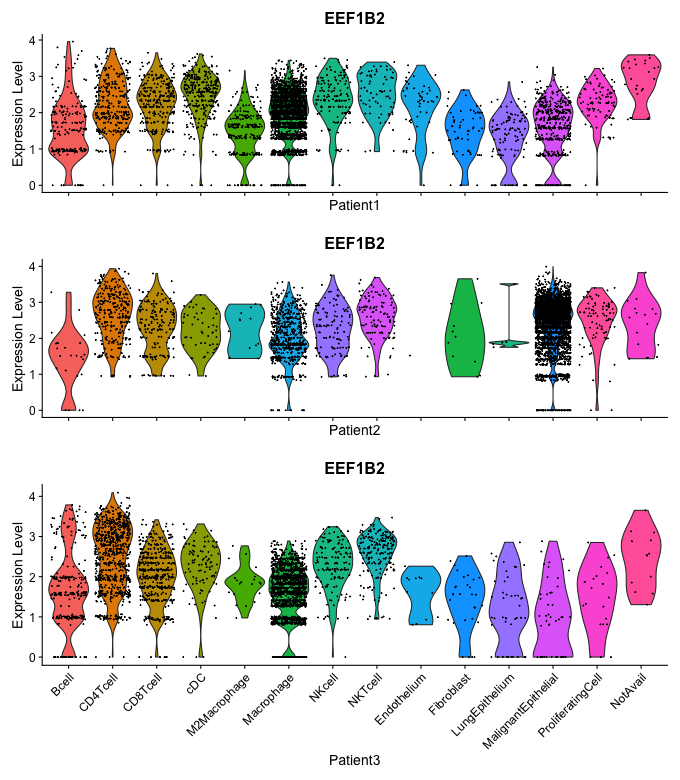 EEF1B2
Expression Level
4
3
2
1
0
Patient1
EEF1B2
Expression Level
4
3
2
1
0
Patient2
EEF1B2
Expression Level
4
3
2
1
0
Bcell
CD4Tcell
CD8Tcell
cDC
M2Macrophage
Macrophage
NKcell
NKTcell
Endothelium
Fibroblast
LungEpithelium
MalignantEpithelial
ProliferatingCell
NotAvail
Patient3